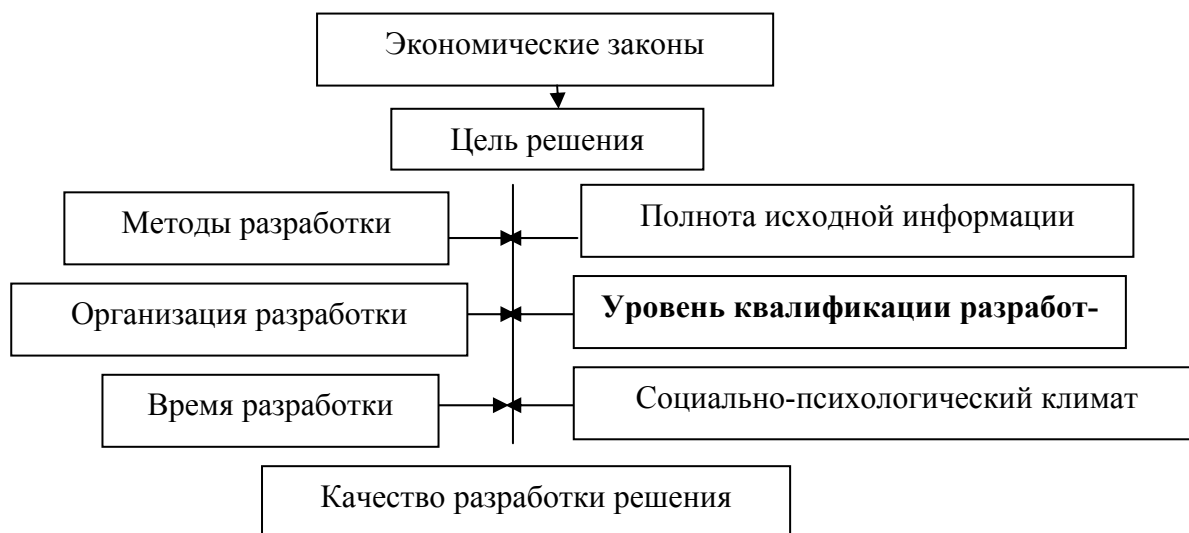 Экономические законы
Цель решения
Методы разработки
Полнота исходной информации
Организация разработки
Уровень квалификации разработ-
Время разработки
Социально-психологический климат
Качество разработки решения